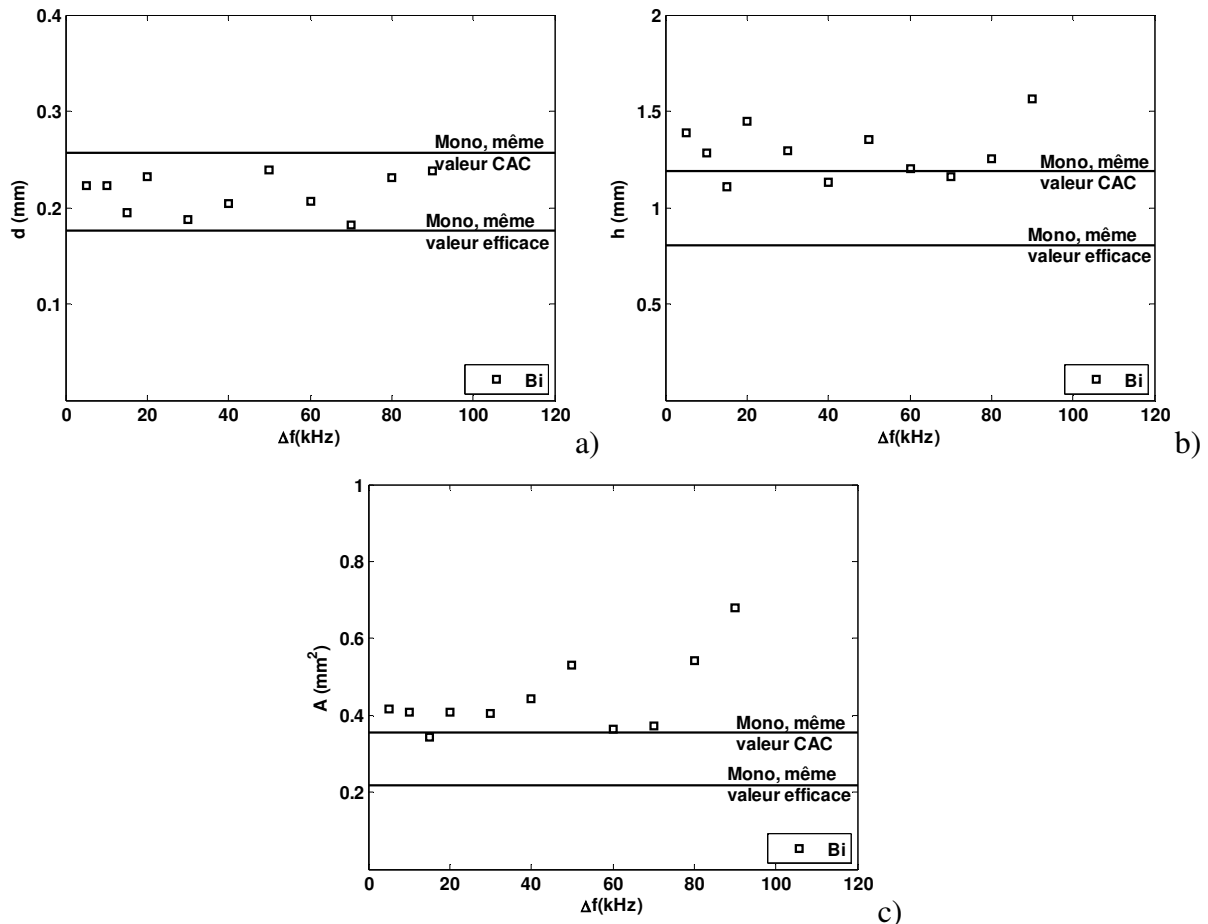 0.4
0.3
0.2
0.1
d (mm)
Mono, même
valeur CAC
Mono, même
valeur efficace
Bi
0 20 40 60 80 100 120
Δf(kHz)
a)
2
1.5
1
0.5
h (mm)
Mono, même
valeur CAC
Mono, même
valeur efficace
Bi
0 20 40 60 80 100 120
Δf(kHz)
b)
1
0.8
0.6
0.4
0.2
A (mm²)
Mono, même
valeur CAC
Mono, même
valeur efficace
Bi
0 20 40 60 80 100 120
Δf(kHz)
c)